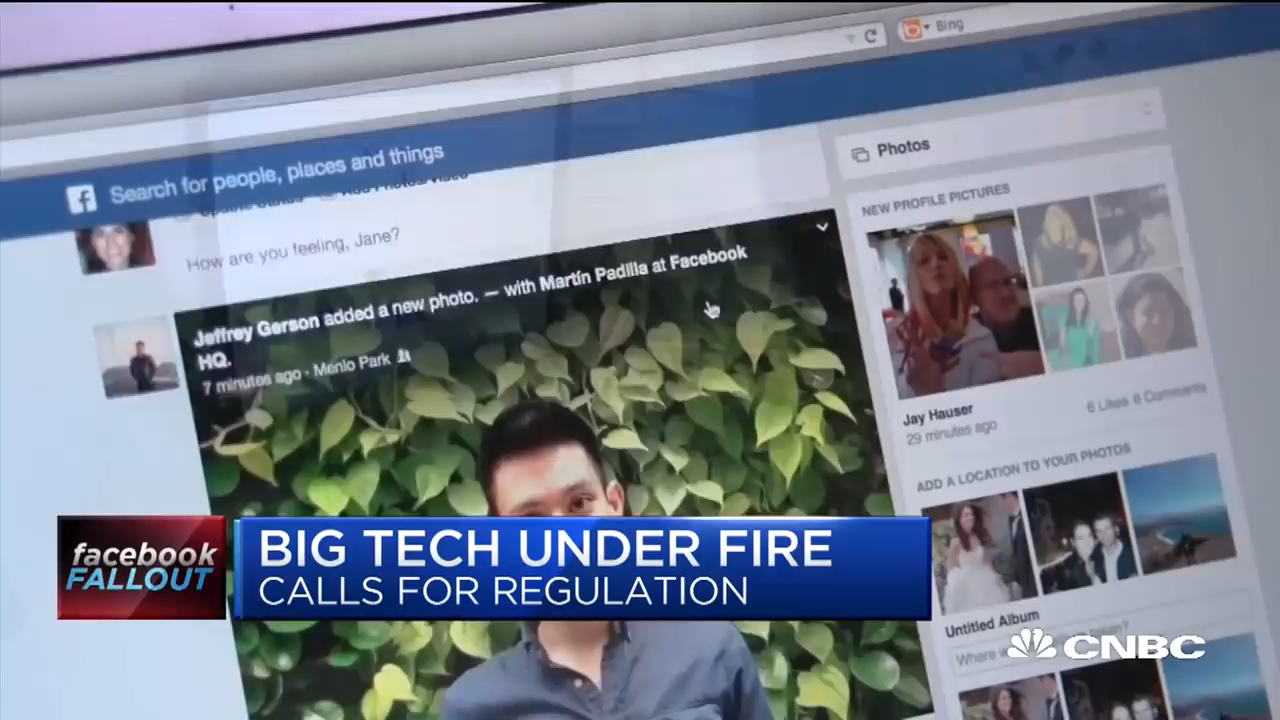 Bing
Search for people, places and things
How are you feeling, Jane?
Jeffrey Gerson added a new photo. — with Martín Padilla at Facebook
HQ.
7 minutes ago · Menlo Park
Photos
NEW PROFILE PICTURES
Jay Hauser
6 Likes 6 Comments
29 minutes ago
ADD A LOCATION TO YOUR PHOTOS
Untitled Album
Where
facebook
FALLOUT
BIG TECH UNDER FIRE
CALLS FOR REGULATION
CNBC